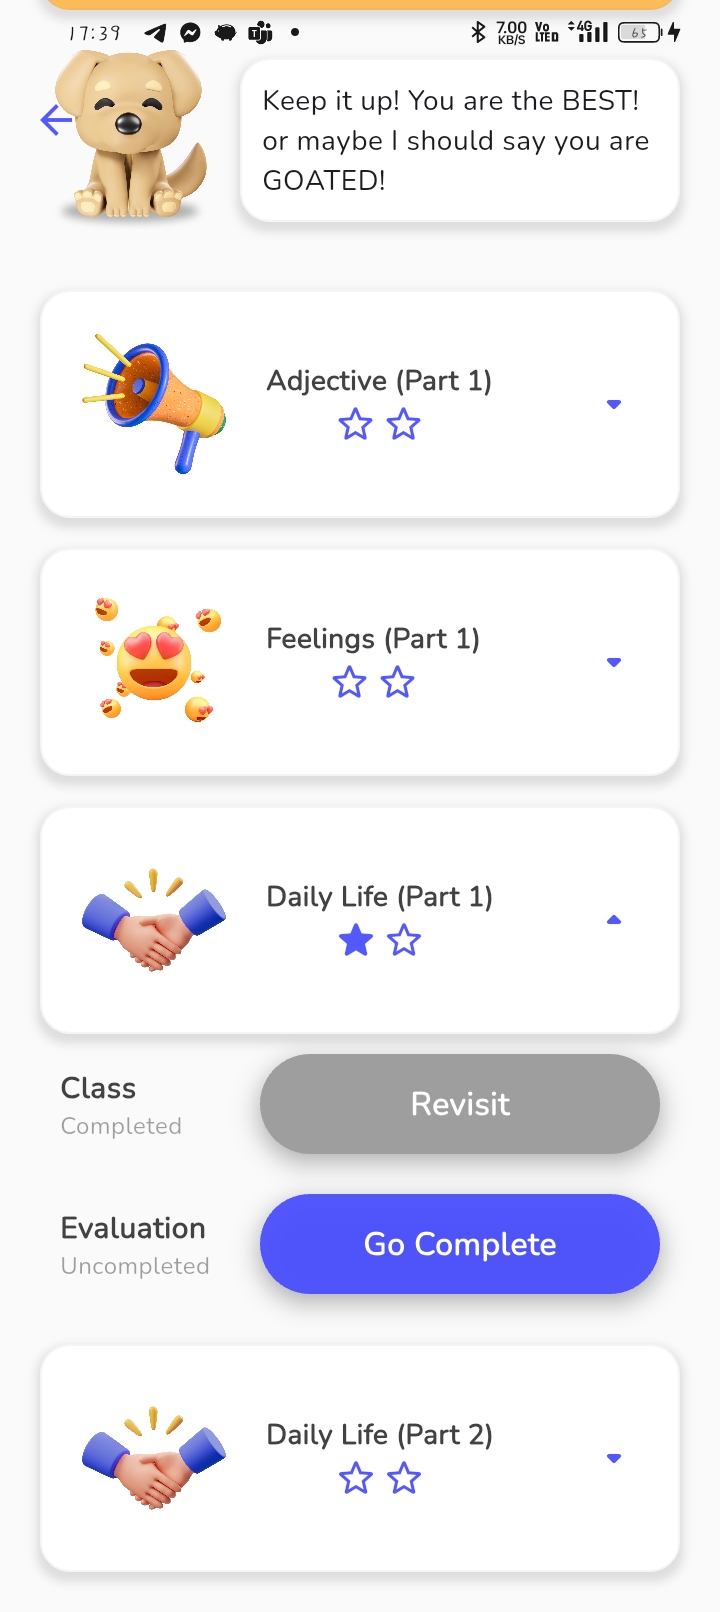 17:39
7.00
KB/S
Vo
LTED
4G
65
Keep it up! You are the BEST!
or maybe I should say you are
GOATED!
Adjective (Part 1)
Feelings (Part 1)
Daily Life (Part 1)
Class
Completed
Revisit
Evaluation
Uncompleted
Go Complete
Daily Life (Part 2)